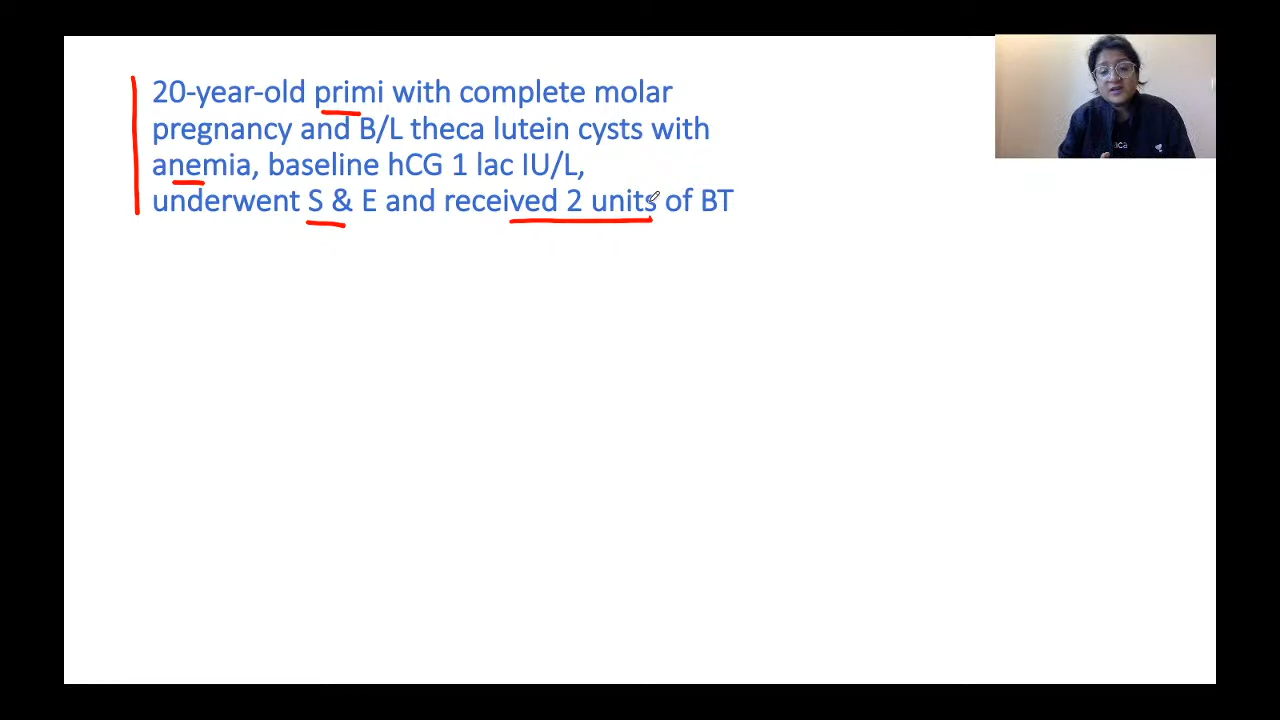 20-year-old primi with complete molar
pregnancy and B/L theca lutein cysts with
anemia, baseline hCG 1 lac IU/L,
underwent S & E and received 2 units of BT